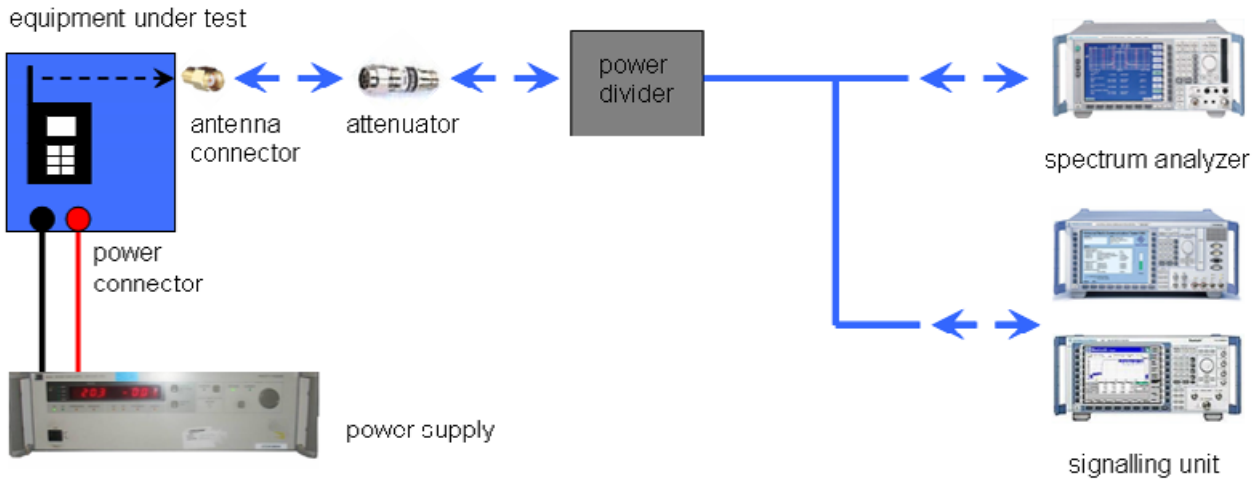 equipment under test
power
divider
antenna
connector
attenuator
spectrum analyzer
power
connector
power supply
signalling unit